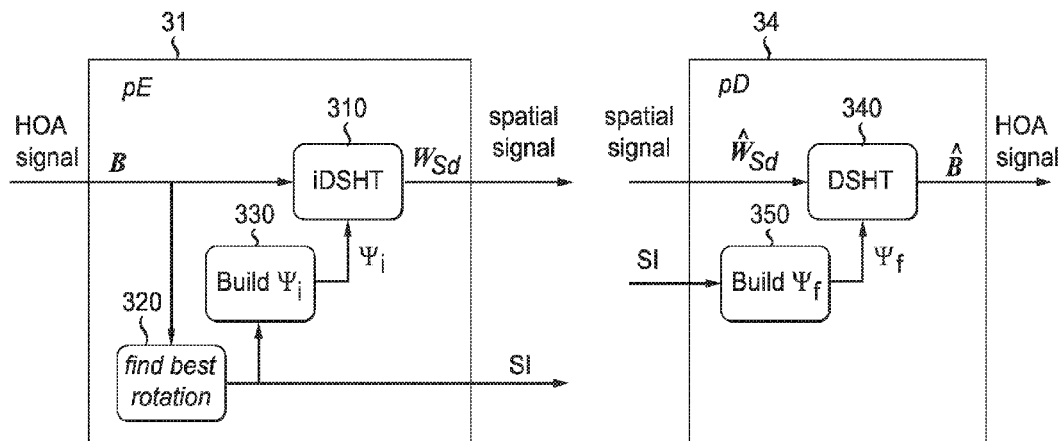 31
pE
HOA
signal
B
310
iDSHT
W_Sd
spatial
signal
330
Build Ψi
Ψi
320
find best
rotation
SI
34
pD
spatial
signal
Ŵ_Sd
340
DSHT
B̂
HOA
signal
350
SI
Build Ψf
Ψf